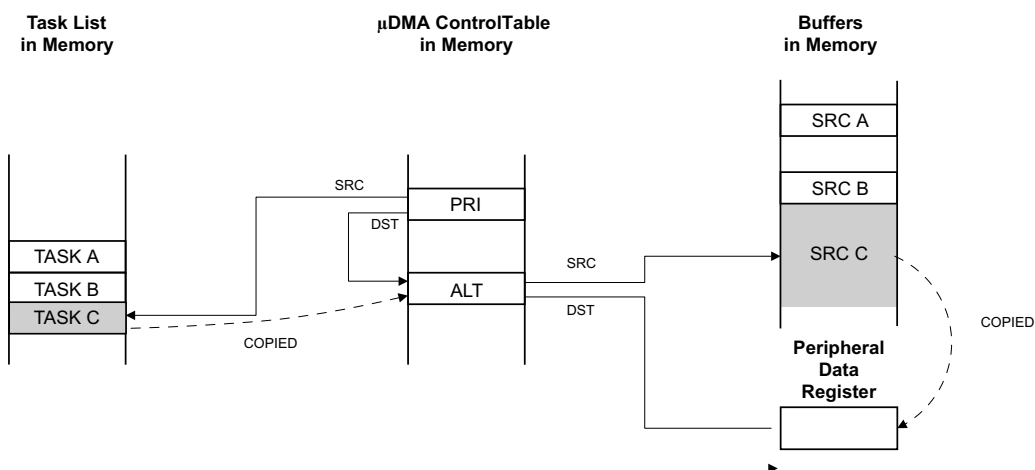 Task List
in Memory
μDMA ControlTable
in Memory
Buffers
in Memory
SRC A
SRC
SRC B
PRI
DST
TASK A
SRC C
SRC
TASK B
ALT
DST
TASK C
COPIED
COPIED
Peripheral
Data
Register